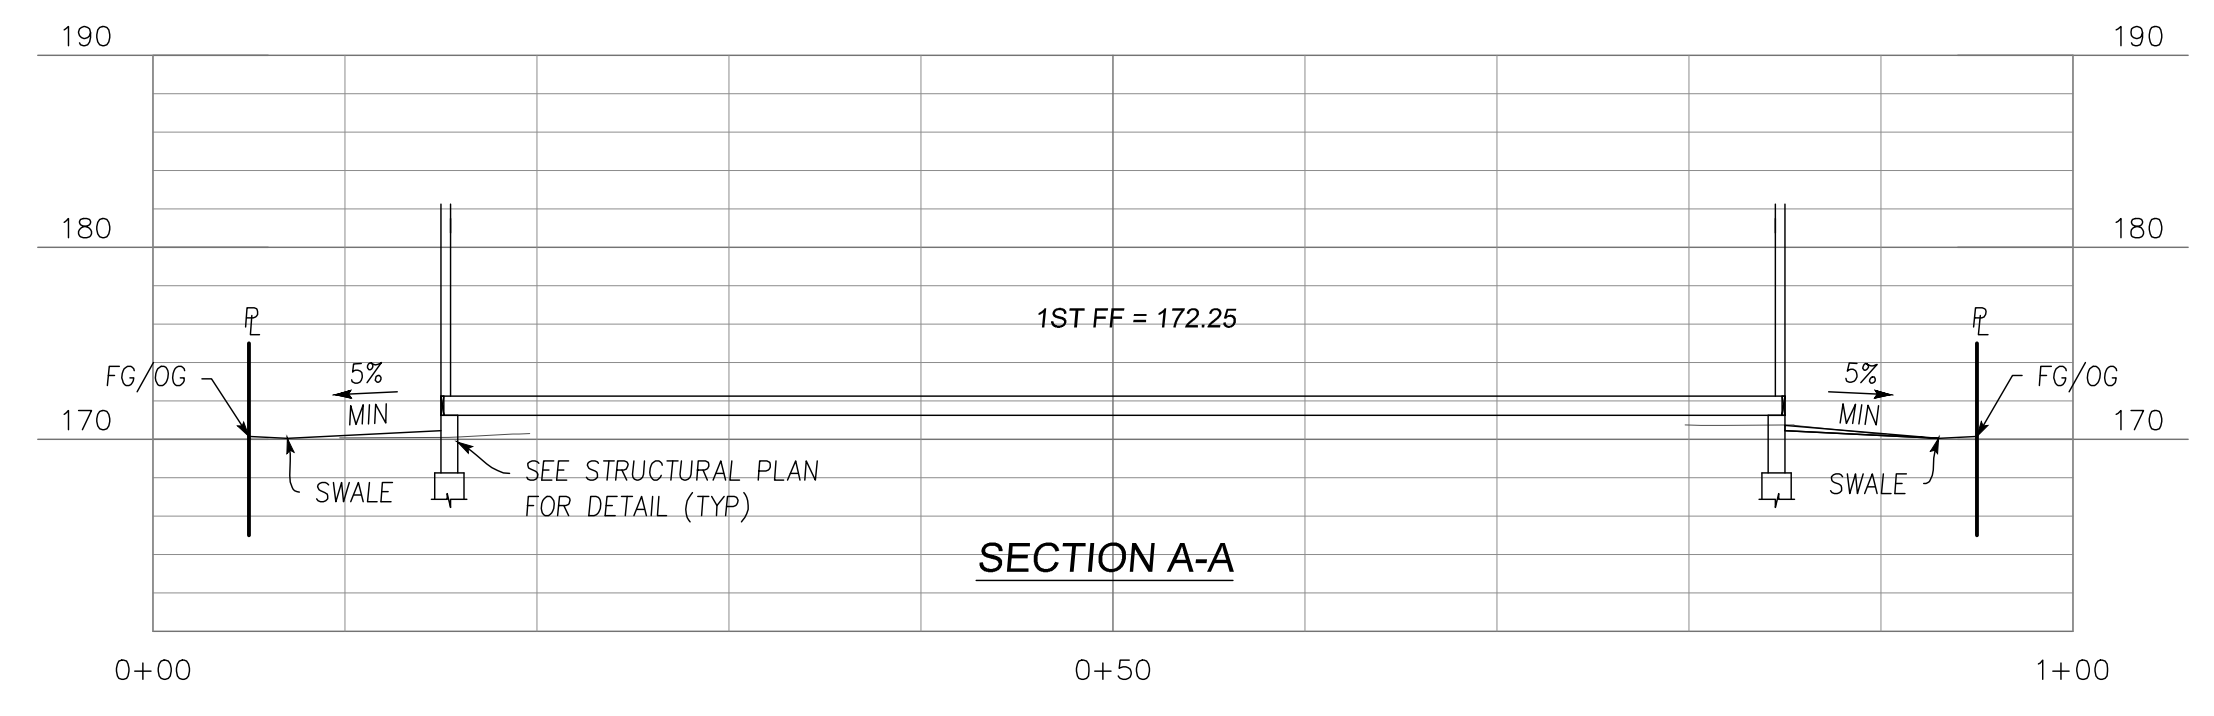 190
190
180
180
1ST FF = 172.25
PL
PL
FG/OG
5%
MIN
5%
MIN
FG/OG
170
170
SWALE
SEE STRUCTURAL PLAN
FOR DETAIL (TYP)
SWALE
SECTION A-A
0+00
0+50
1+00